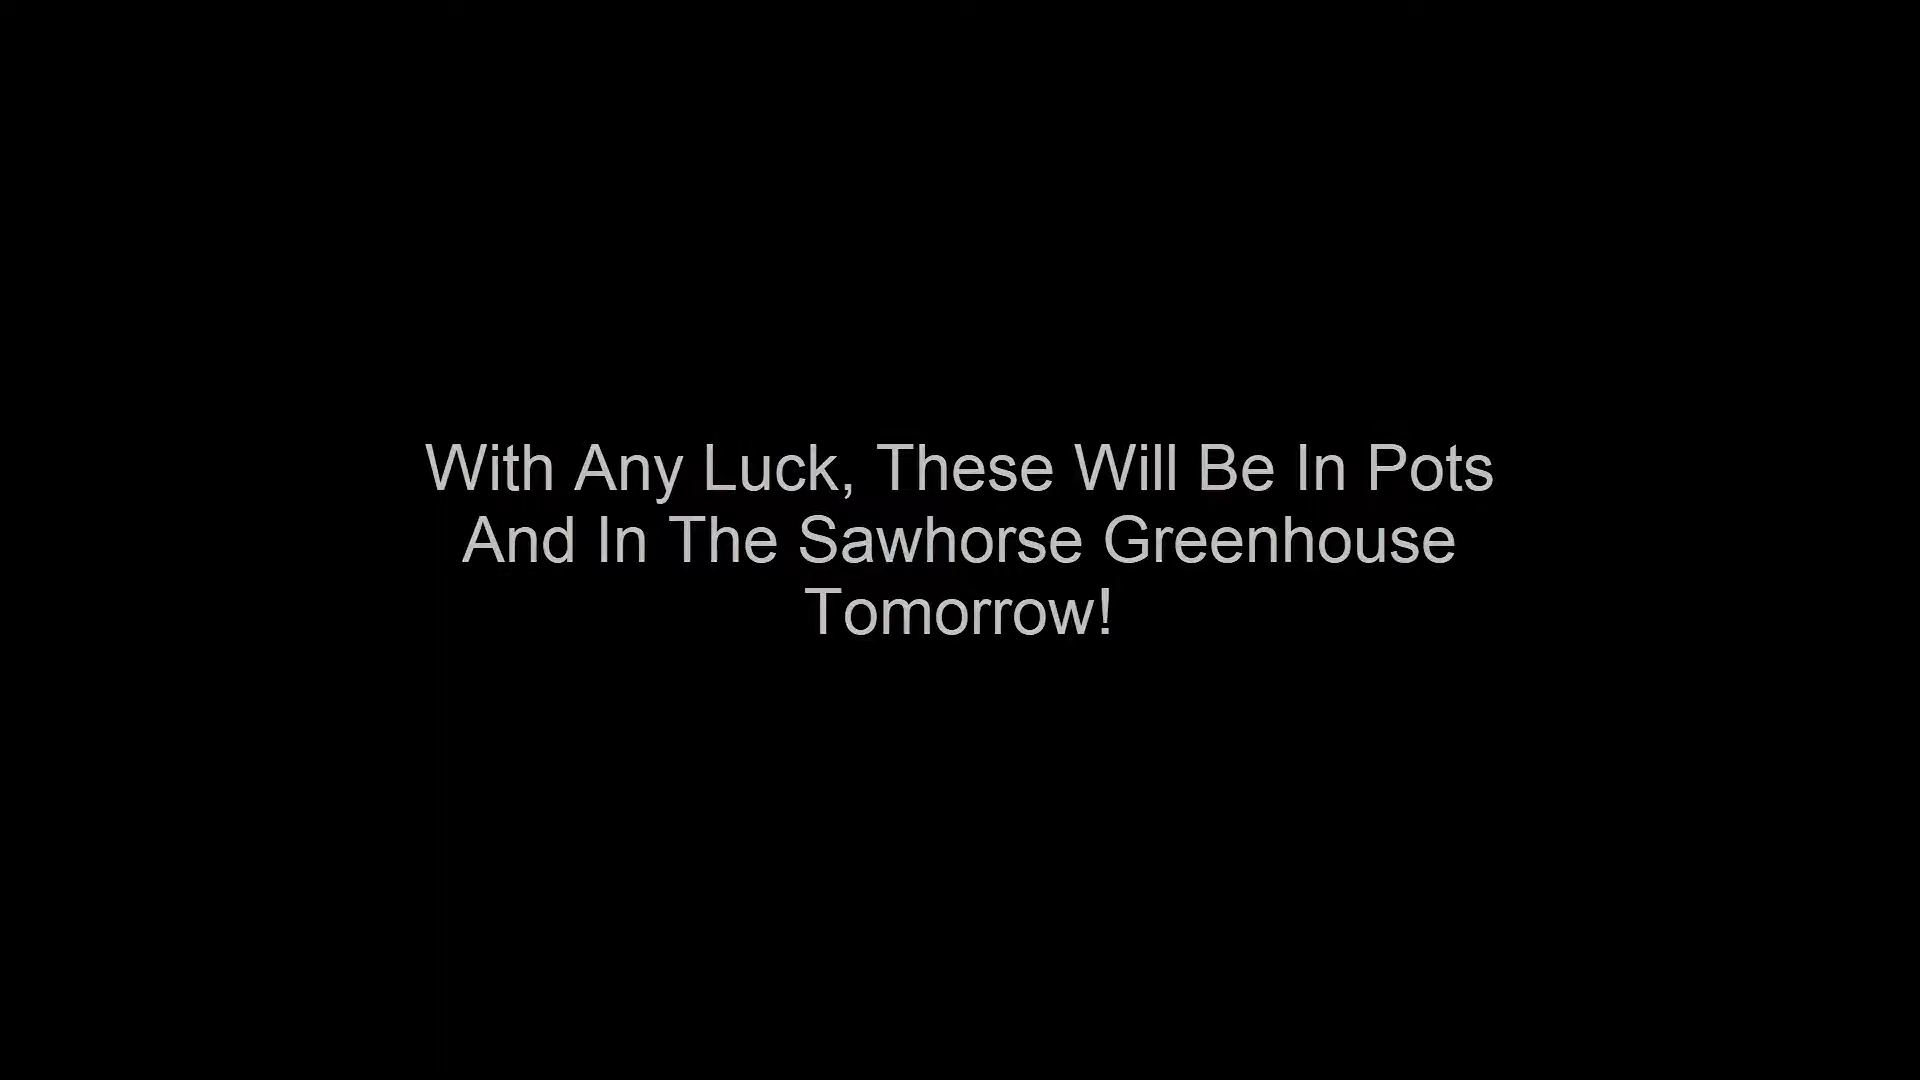 With Any Luck, These Will Be In Pots
And In The Sawhorse Greenhouse
Tomorrow!